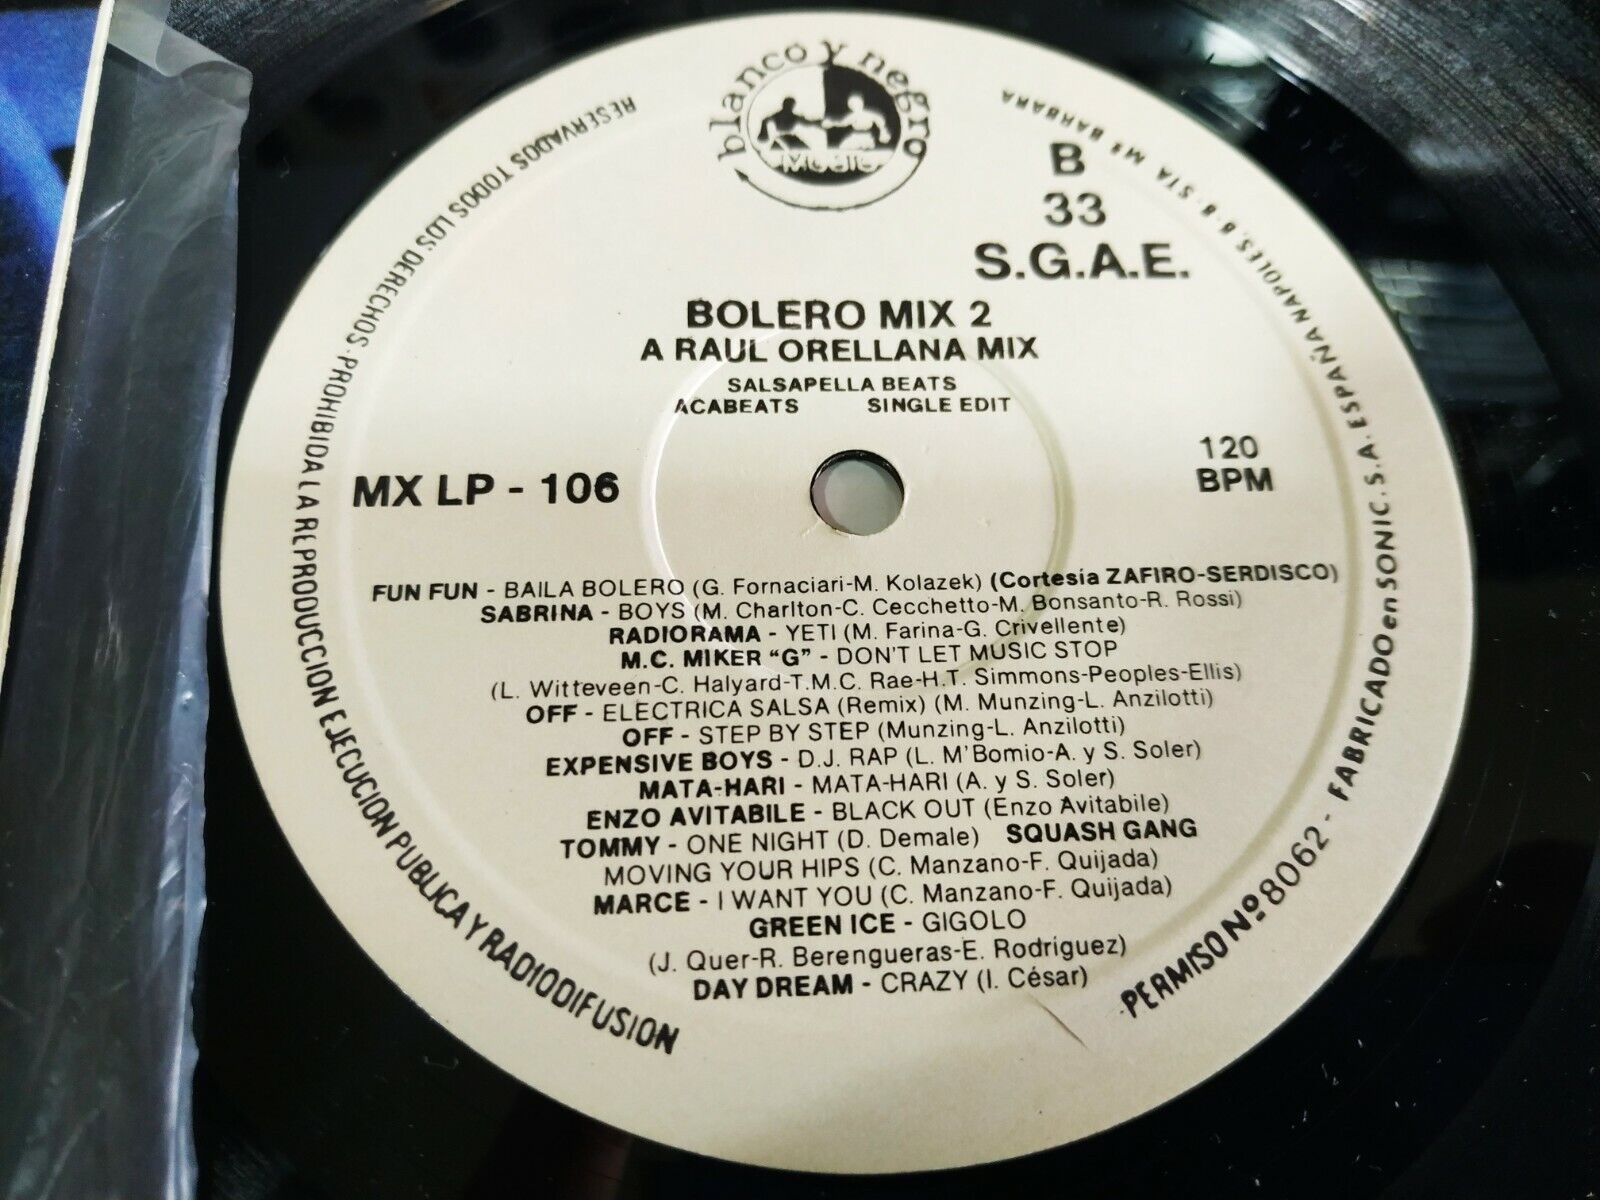 blanco y negro
Music
B
33
S.G.A.E.
BOLERO MIX 2
A RAUL ORELLANA MIX
SALSAPELLA BEATS
ACABEATS SINGLE EDIT
MX LP - 106
120
BPM
FUN FUN - BAILA BOLERO (G. Fornaciari-M. Kolazek) (Cortesía ZAFIRO-SERDISCO)
SABRINA - BOYS (M. Charlton-C. Cecchetto-M. Bonsanto-R. Rossi)
RADIORAMA - YETI (M. Farina-G. Crivellente)
M.C. MIKER “G” - DON'T LET MUSIC STOP
(L. Witteveen-C. Halyard-T.M.C. Rae-H.T. Simmons-Peoples-Ellis)
OFF - ELECTRICA SALSA (Remix) (M. Munzing-L. Anzilotti)
OFF - STEP BY STEP (Munzing-L. Anzilotti)
EXPENSIVE BOYS - D.J. RAP (L. M'Bomio-A. y S. Soler)
MATA-HARI - MATA-HARI (A. y S. Soler)
ENZO AVITABILE - BLACK OUT (Enzo Avitabile)
TOMMY - ONE NIGHT (D. Demale) SQUASH GANG
MOVING YOUR HIPS (C. Manzano-F. Quijada)
MARCE - I WANT YOU (C. Manzano-F. Quijada)
GREEN ICE - GIGOLO
(J. Quer-R. Berengueras-E. Rodríguez)
DAY DREAM - CRAZY (I. César)
RESERVADOS TODOS LOS DERECHOS. PROHIBIDA LA REPRODUCCION EJECUCION PUBLICA Y RADIODIFUSION
PERMISO Nº 8062 - FABRICADO en SONIC. S.A. ESPAÑA NAPOLES, 6-8 - STA Mª BARBARA